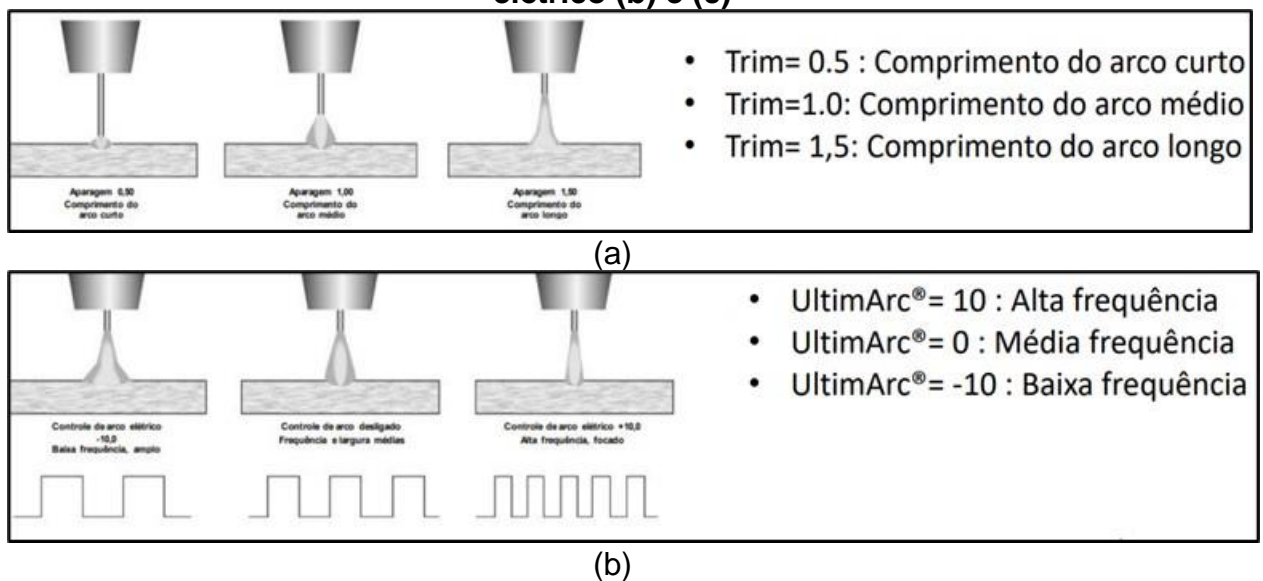 • Trim= 0.5 : Comprimento do arco curto
• Trim=1.0: Comprimento do arco médio
• Trim= 1,5: Comprimento do arco longo
Aparagem 0,50
Comprimento do
arco curto
Aparagem 1,00
Comprimento do
arco médio
Aparagem 1,50
Comprimento do
arco longo
(a)
• UltimArc®= 10 : Alta frequência
• UltimArc®= 0 : Média frequência
• UltimArc®= -10 : Baixa frequência
Controle de arco elétrico
-10,0
Baixa frequência, amplo
Controle de arco desligado
Frequência e largura médias
Controle de arco elétrico +10,0
Alta frequência, focado
(b)